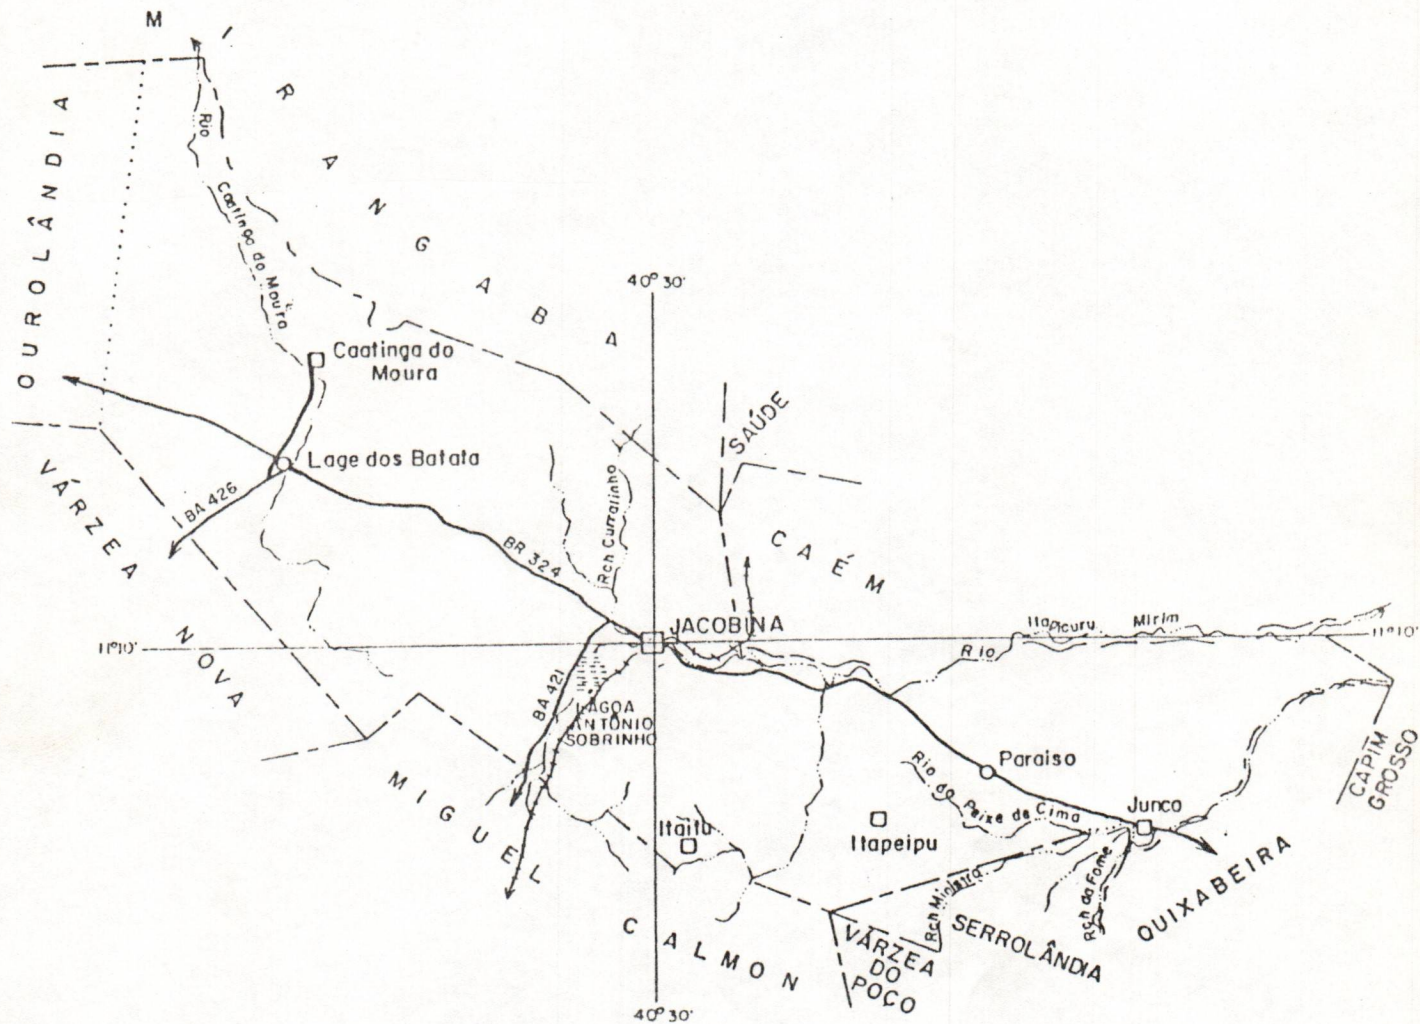 MIRANGABA
OUROLÂNDIA
Rio
Caatinga do Moura
40° 30'
Caatinga do
Moura
SAÚDE
Lage dos Batata
BA 426
VÁRZEA NOVA
Rch Curralinho
BR 324
CAÉM
JACOBINA
Rio
Itapicuru
Mirim
11°10'
11°10'
BA 421
LAGOA
ANTÔNIO
SOBRINHO
CAPIM
GROSSO
Paraiso
Rio do Peixe de Cima
Junco
MIGUEL
Itaitu
Itapeipu
QUIXABEIRA
Rch da Fome
SERROLÂNDIA
CALMON
VÁRZEA
DO
POÇO
40° 30'